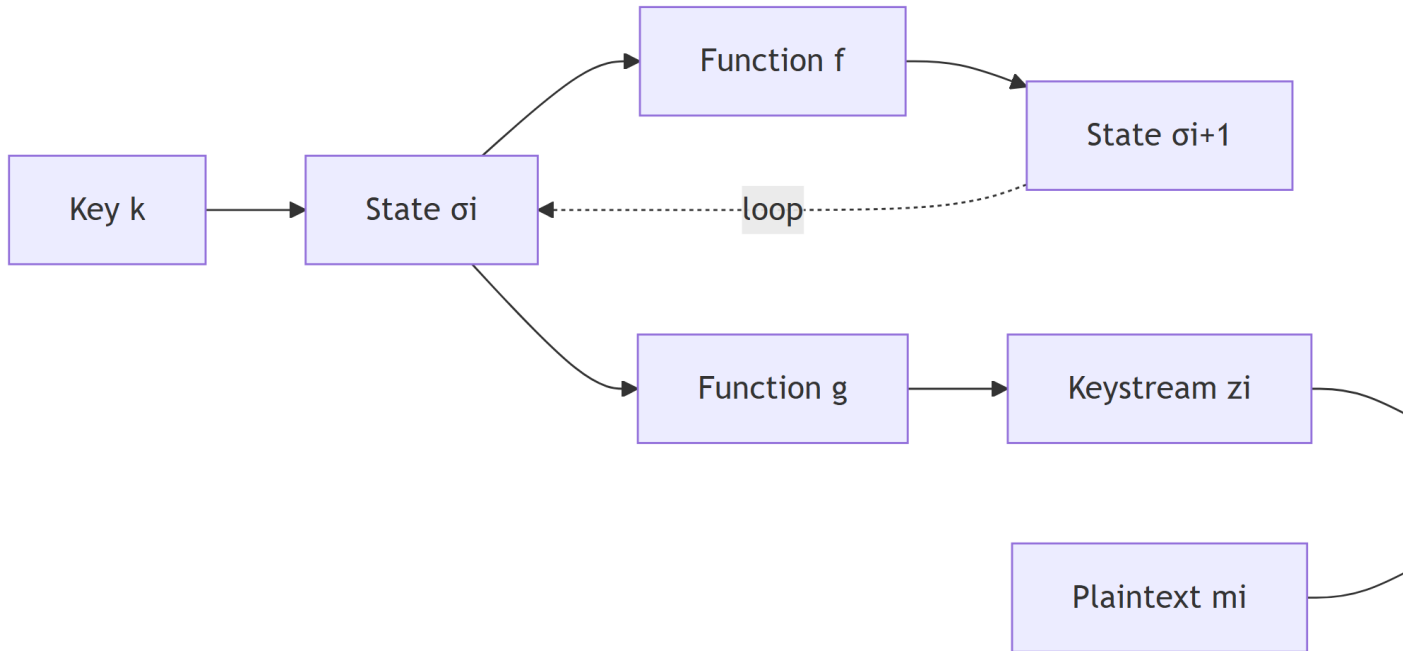 Function f
State σi+1
Key k
State σi
loop
Function g
Keystream zi
Plaintext mi